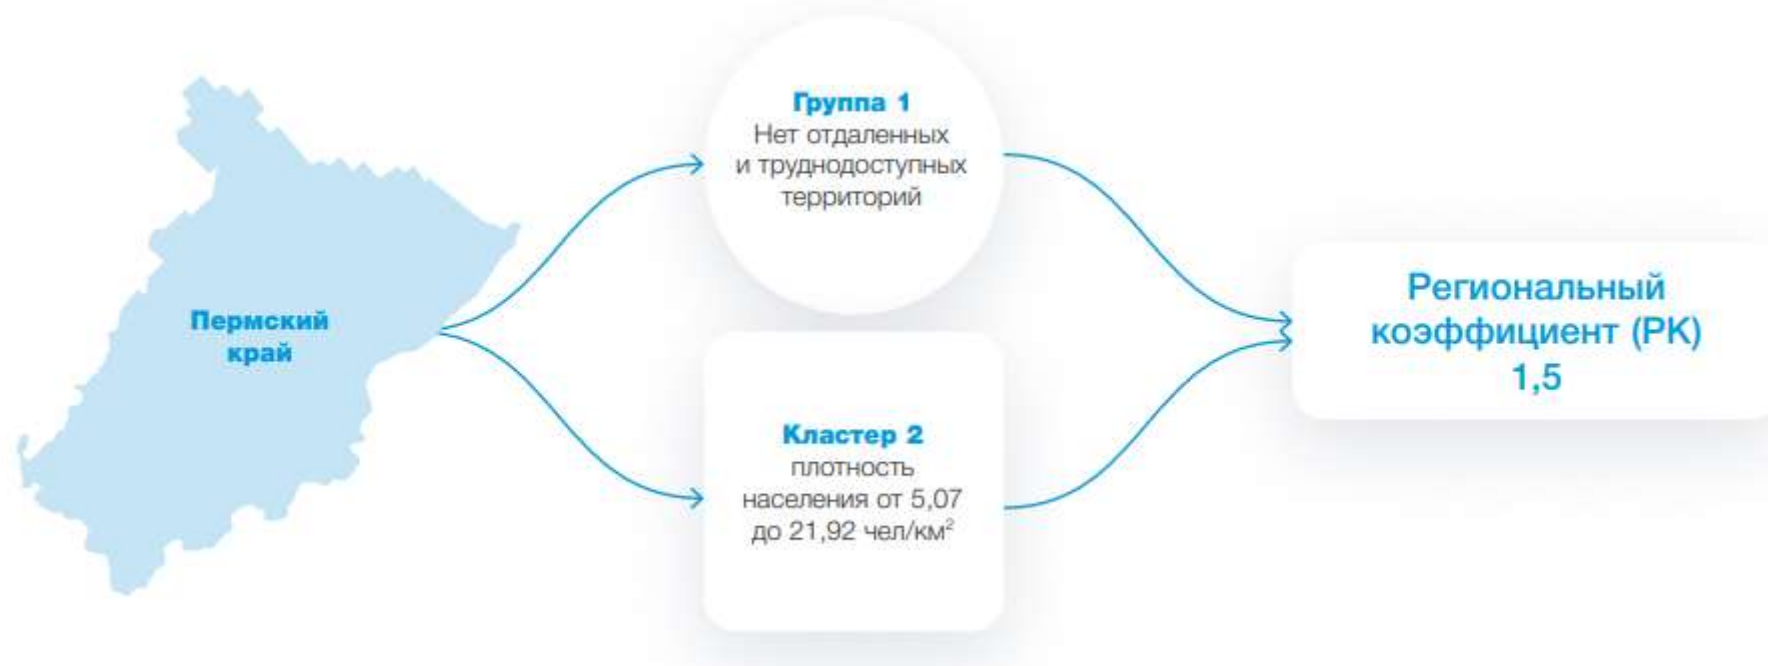 Пермский
край
Группа 1
Нет отдаленных
и труднодоступных
территорий
Кластер 2
плотность
населения от 5,07
до 21,92 чел/км²
Региональный
коэффициент (РК)
1,5